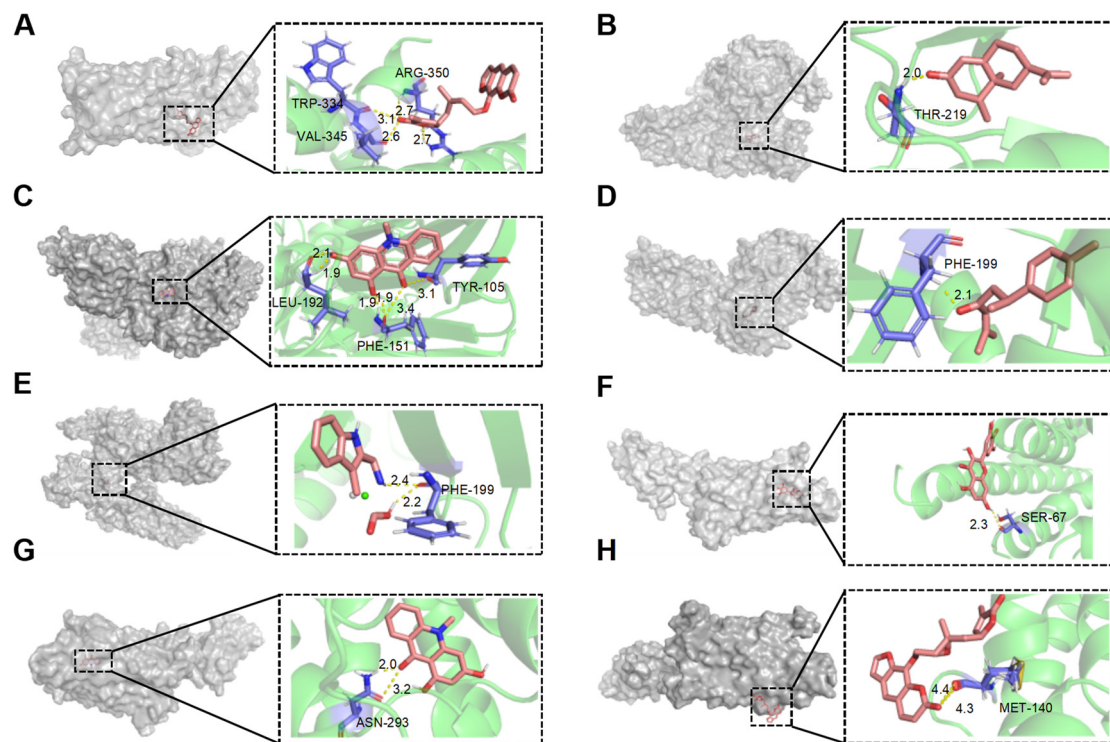 A
ARG-350
TRP-334
2.7
3.1
VAL-345
2.6
2.7
B
2.0
THR-219
C
2.1
1.9
LEU-192
1.9
1.9
3.1
TYR-105
3.4
PHE-151
D
PHE-199
2.1
E
2.4
PHE-199
2.2
F
2.3
SER-67
G
2.0
3.2
ASN-293
H
4.4
4.3
MET-140